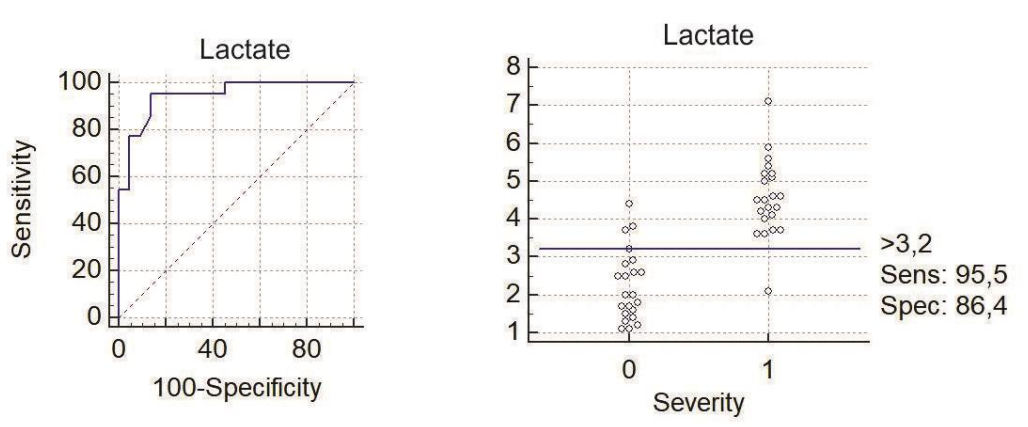 Lactate
100
80
60
40
20
0
Sensitivity
0 40 80
100-Specificity
Lactate
8
7
6
5
4
3
2
1
>3,2
Sens: 95,5
Spec: 86,4
0 1
Severity